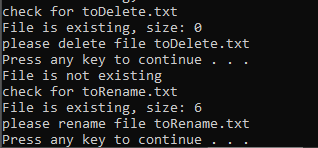 check for toDelete.txt
File is existing, size: 0
please delete file toDelete.txt
Press any key to continue . . .
File is not existing
check for toRename.txt
File is existing, size: 6
please rename file toRename.txt
Press any key to continue . . .